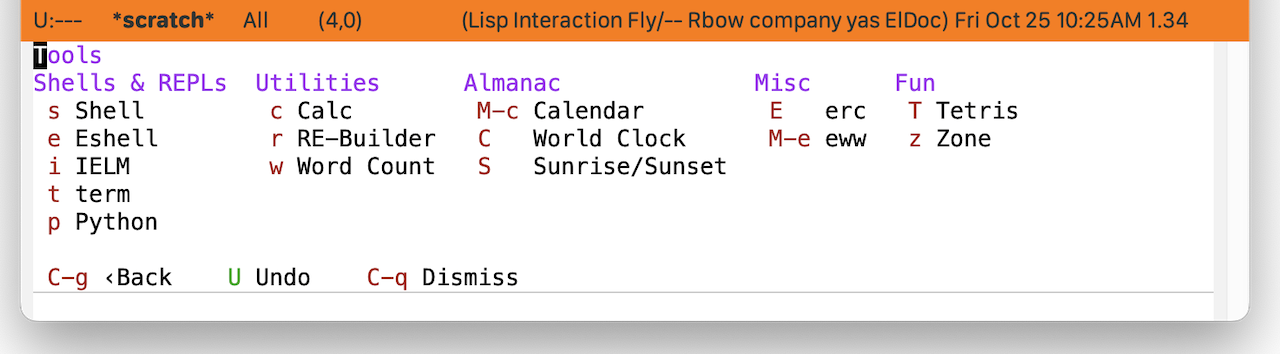 U:---  *scratch*  All  (4,0)  (Lisp Interaction Fly/-- Rbow company yas ElDoc) Fri Oct 25 10:25AM 1.34
Tools
Shells & REPLs  Utilities  Almanac  Misc  Fun
s Shell  c Calc  M-c Calendar  E erc  T Tetris
e Eshell  r RE-Builder  C World Clock  M-e eww  z Zone
i IELM  w Word Count  S Sunrise/Sunset
t term
p Python
C-g ‹Back  U Undo  C-q Dismiss